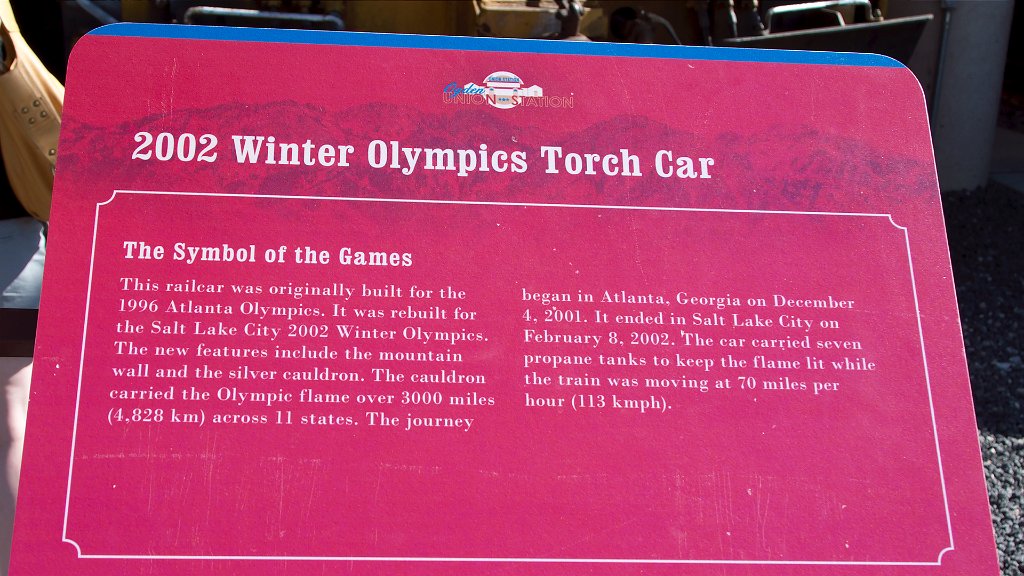 UNION STATION
Ogden
UNION STATION
2002 Winter Olympics Torch Car
The Symbol of the Games
This railcar was originally built for the
1996 Atlanta Olympics. It was rebuilt for
the Salt Lake City 2002 Winter Olympics.
The new features include the mountain
wall and the silver cauldron. The cauldron
carried the Olympic flame over 3000 miles
(4,828 km) across 11 states. The journey
began in Atlanta, Georgia on December
4, 2001. It ended in Salt Lake City on
February 8, 2002. The car carried seven
propane tanks to keep the flame lit while
the train was moving at 70 miles per
hour (113 kmph).